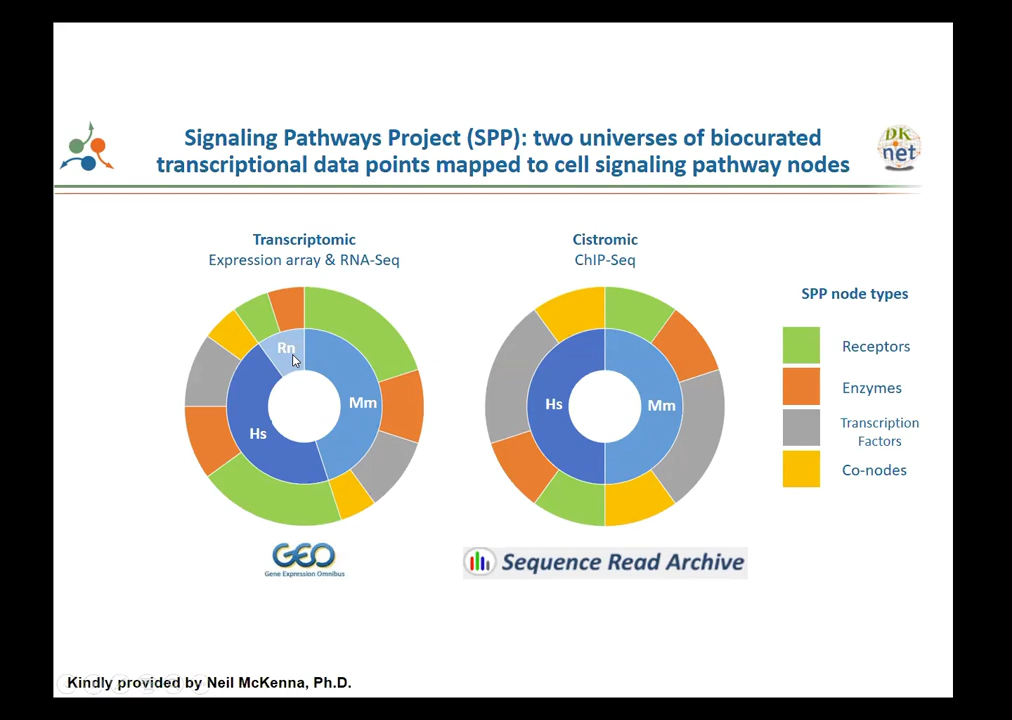 Signaling Pathways Project (SPP): two universes of biocurated
transcriptional data points mapped to cell signaling pathway nodes
DK
net
Transcriptomic
Expression array & RNA-Seq
Cistromic
ChIP-Seq
SPP node types
Receptors
Enzymes
Transcription
Factors
Co-nodes
Rn
Mm
Hs
Hs
Mm
GEO
Gene Expression Omnibus
Sequence Read Archive
Kindly provided by Neil McKenna, Ph.D.